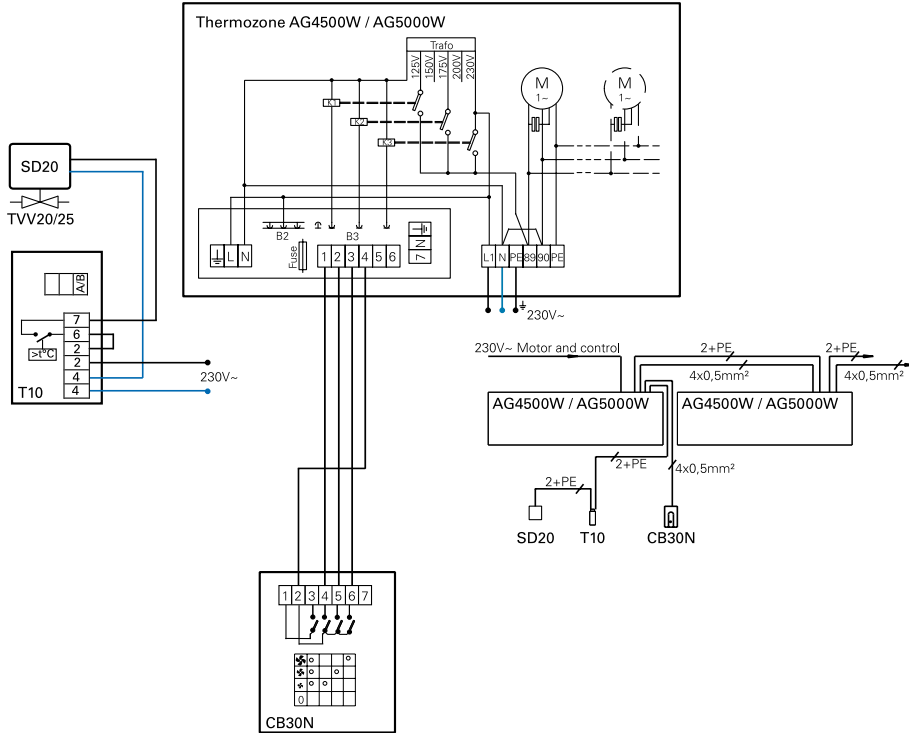 Thermozone AG4500W / AG5000W
Trafo
125V
150V
175V
200V
230V
M
1~
M
1~
K1
K2
K3
SD20
TVV20/25
B2
B3
Fuse
L N
1 2 3 4 5 6
7 N
L1 N PE 89 90 PE
230V~
A/B
7
6
2
2
4
4
>t°C
T10
230V~
230V~ Motor and control
2+PE
2+PE
4x0,5mm²
4x0,5mm²
AG4500W / AG5000W
AG4500W / AG5000W
2+PE
4x0,5mm²
2+PE
SD20
T10
CB30N
1 2 3 4 5 6 7
0
CB30N